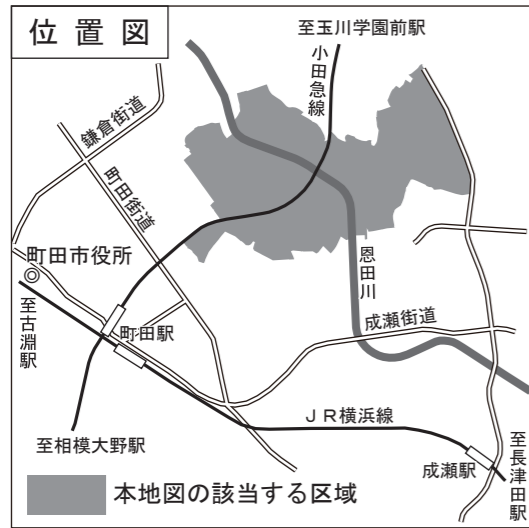 位置図
至玉川学園前駅
小田急線
鎌倉街道
町田街道
恩田川
町田市役所
成瀬街道
至古淵駅
町田駅
JR横浜線
至相模大野駅
成瀬駅
至長津田駅
本地図の該当する区域